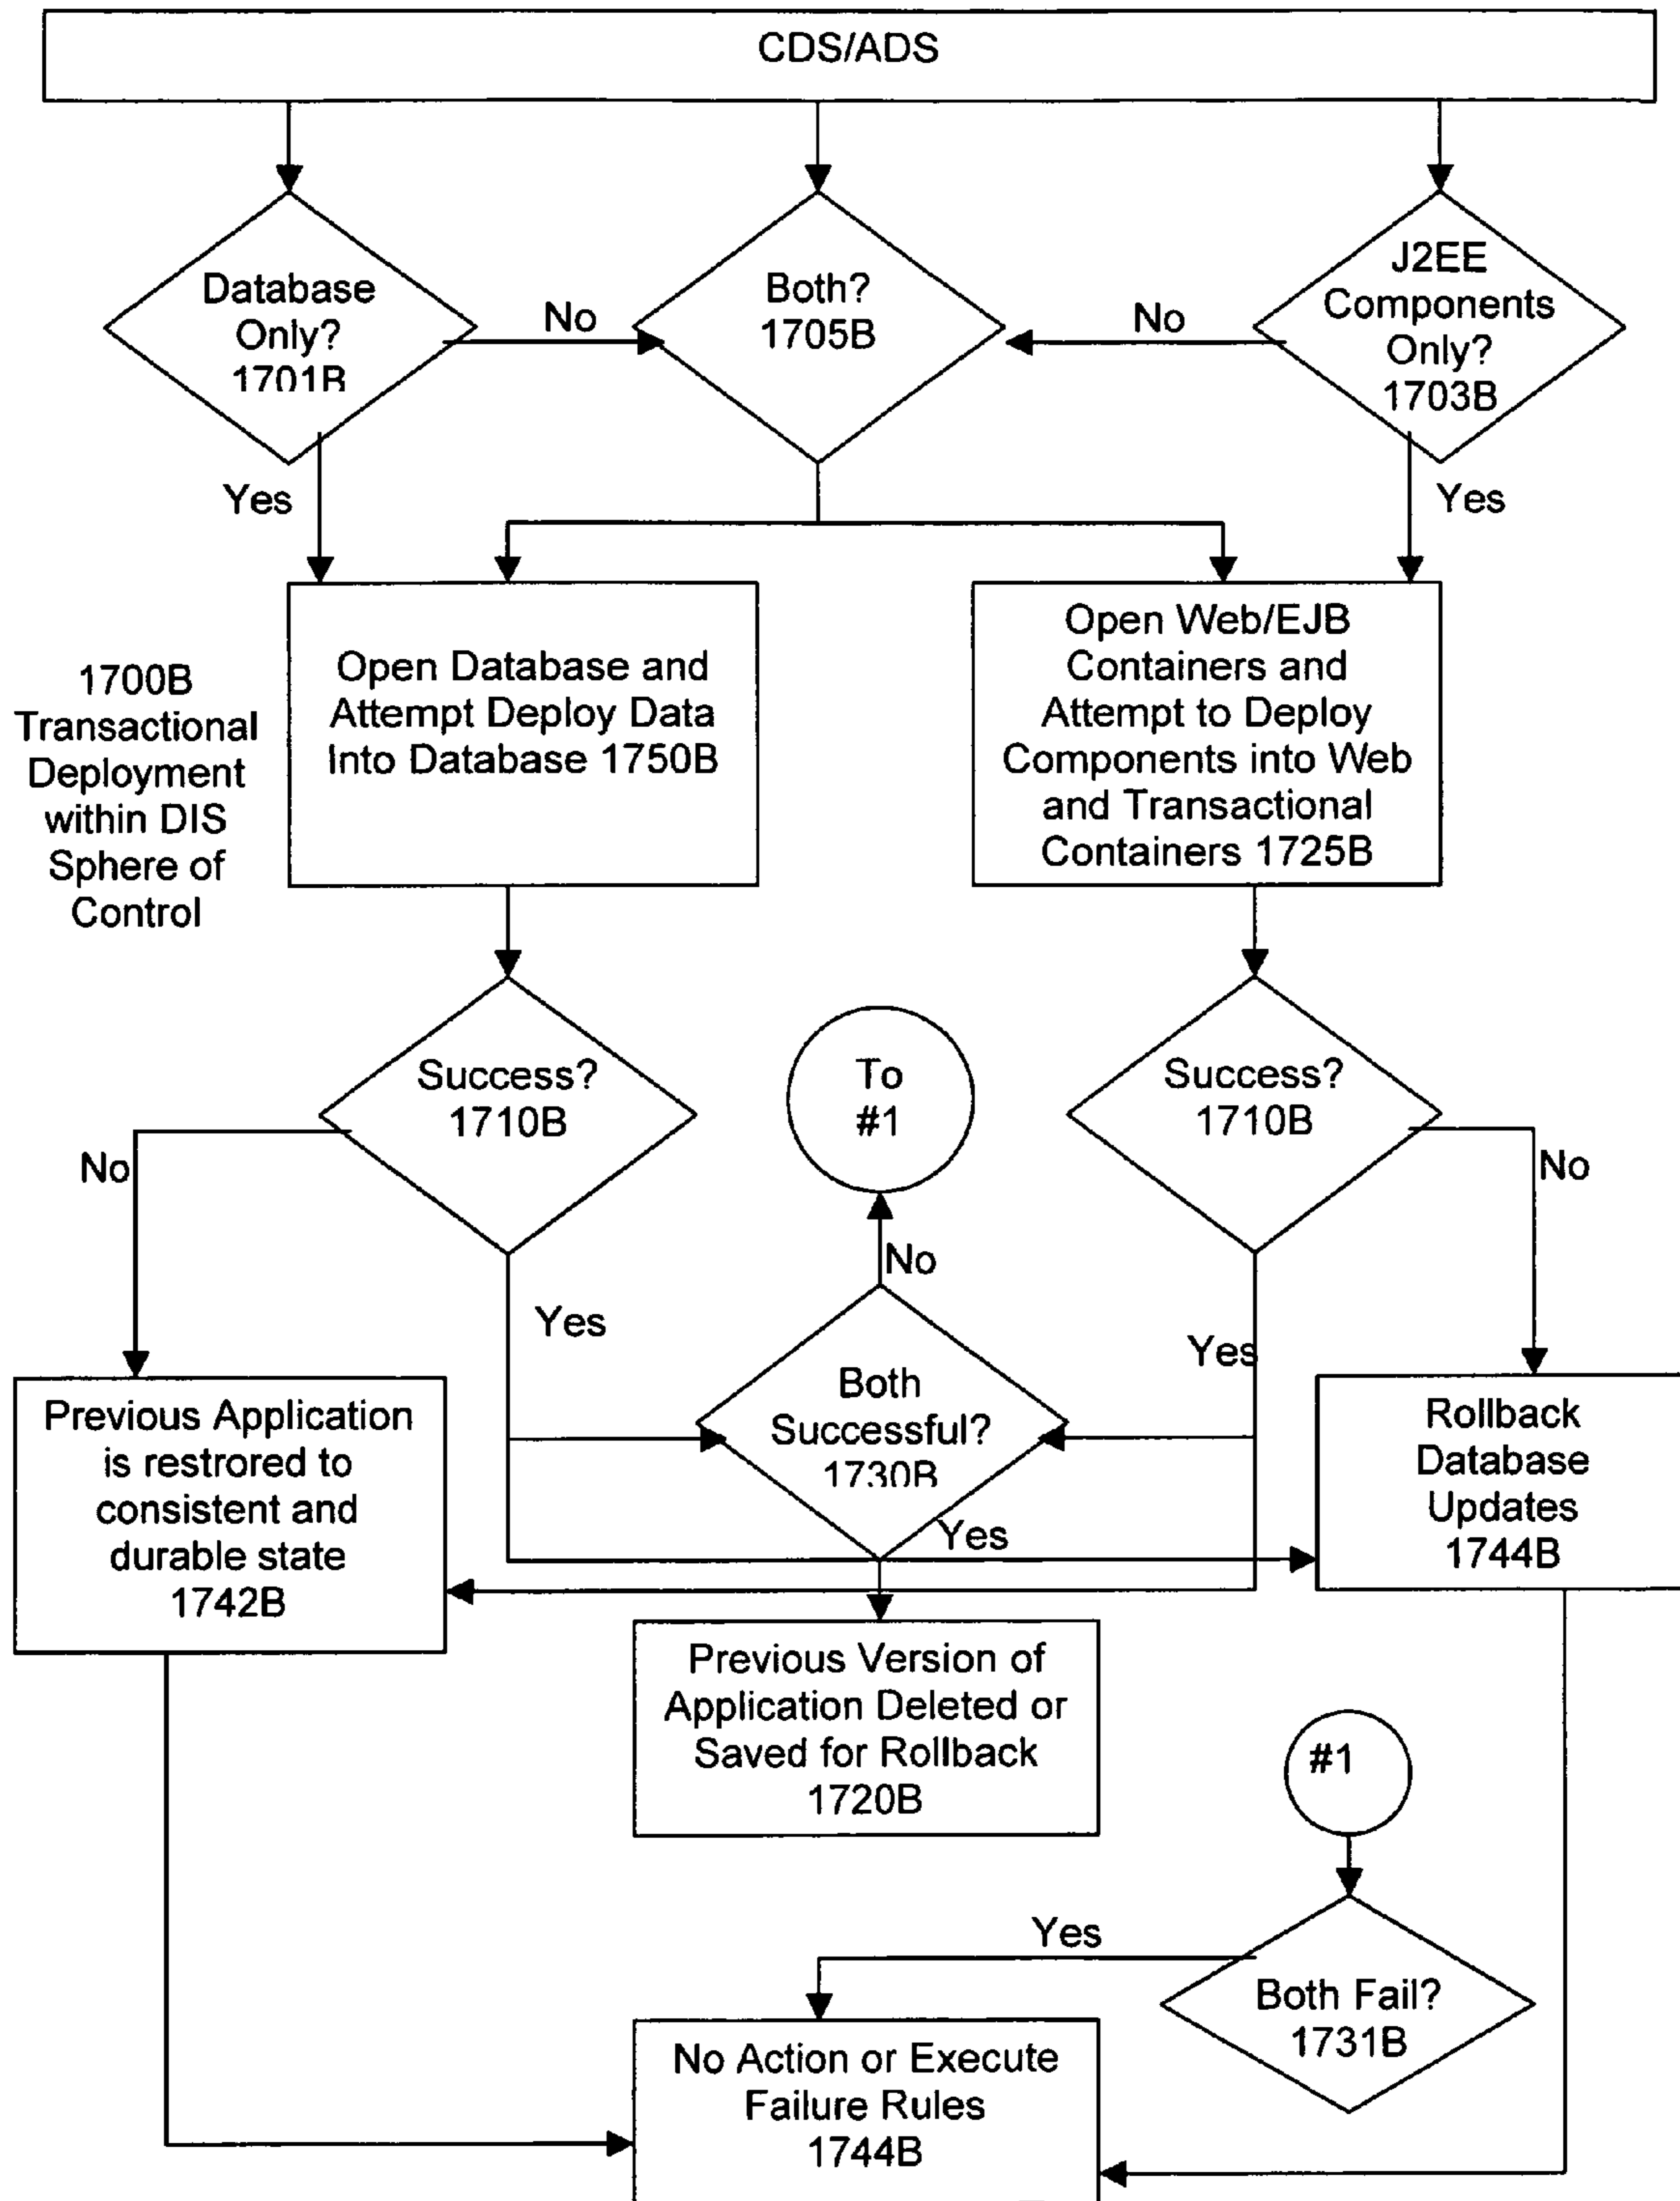 CDS/ADS
Database
Only?
1701B
No
Both?
1705B
No
J2EE
Components
Only?
1703B
Yes
Yes
1700B
Transactional
Deployment
within DIS
Sphere of
Control
Open Database and
Attempt Deploy Data
Into Database 1750B
Open Web/EJB
Containers and
Attempt to Deploy
Components into Web
and Transactional
Containers 1725B
Success?
1710B
To
#1
Success?
1710B
No
No
No
Yes
Yes
Previous Application
is restrored to
consistent and
durable state
1742B
Both
Successful?
1730B
Yes
Rollback
Database
Updates
1744B
Previous Version of
Application Deleted or
Saved for Rollback
1720B
#1
Yes
Both Fail?
1731B
No Action or Execute
Failure Rules
1744B